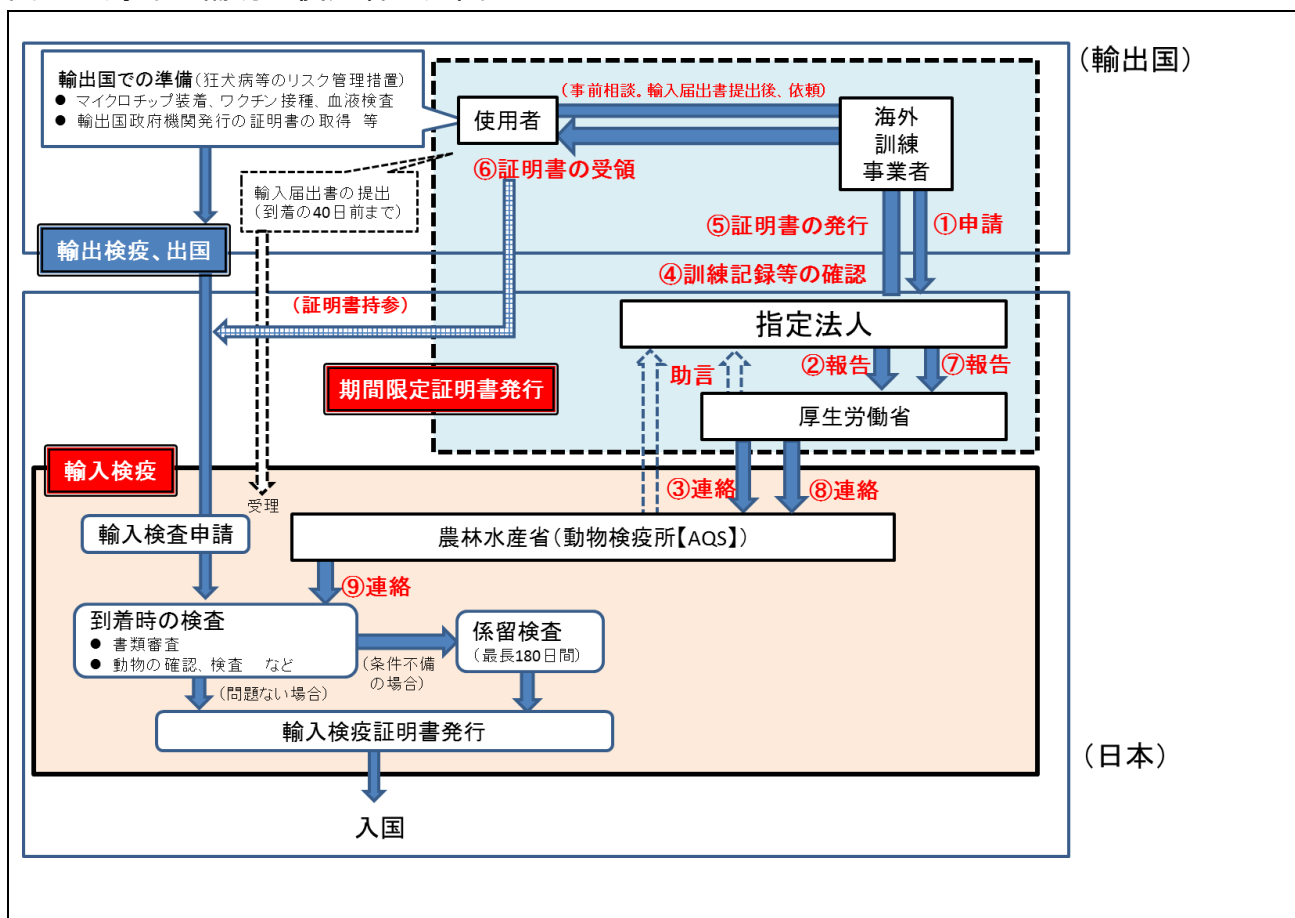 (輸出国)
輸出国での準備(狂犬病等のリスク管理措置)
● マイクロチップ装着、ワクチン接種、血液検査
● 輸出国政府機関発行の証明書の取得 等
(事前相談。輸入届出書提出後、依頼)
使用者
海外
訓練
事業者
⑥証明書の受領
輸入届出書の提出
(到着の40日前まで)
⑤証明書の発行
①申請
輸出検疫、出国
④訓練記録等の確認
(証明書持参)
指定法人
期間限定証明書発行
助言
②報告
⑦報告
厚生労働省
輸入検疫
③連絡
⑧連絡
受理
輸入検査申請
農林水産省(動物検疫所【AQS】)
⑨連絡
到着時の検査
● 書類審査
● 動物の確認、検査 など
係留検査
(最長180日間)
(条件不備
の場合)
(問題ない場合)
輸入検疫証明書発行
(日本)
入国